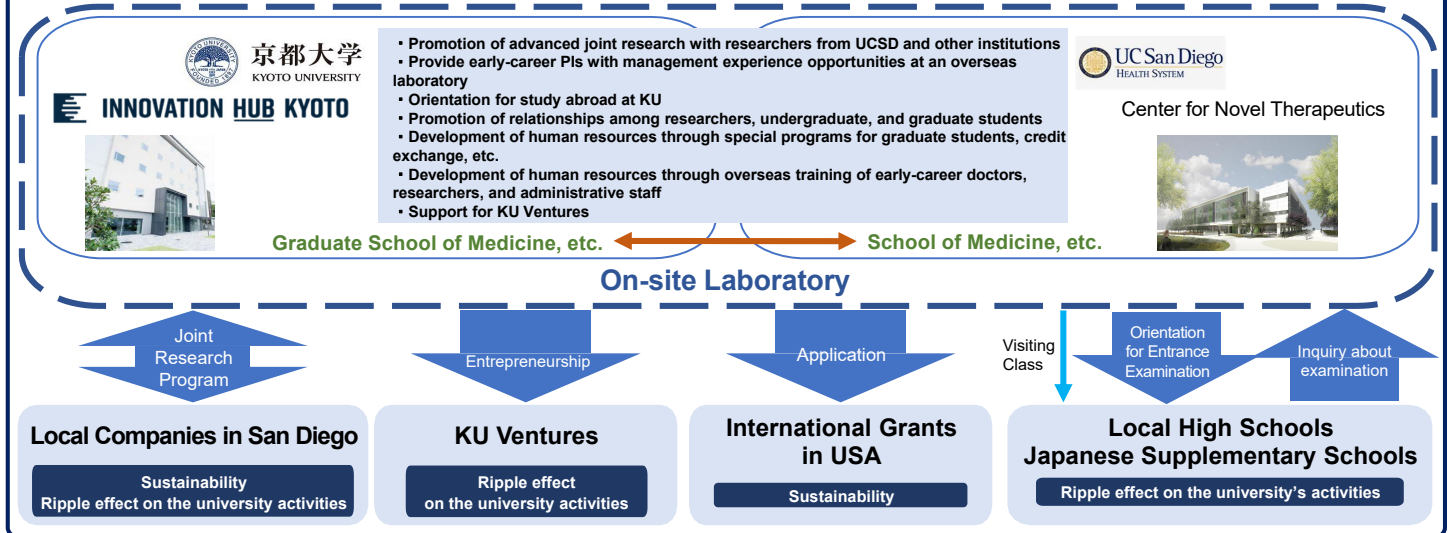 京都大学
KYOTO UNIVERSITY
KYOTO UNIVERSITY
FOUNDED 1897
INNOVATION HUB KYOTO
・Promotion of advanced joint research with researchers from UCSD and other institutions
・Provide early-career PIs with management experience opportunities at an overseas
laboratory
・Orientation for study abroad at KU
・Promotion of relationships among researchers, undergraduate, and graduate students
・Development of human resources through special programs for graduate students, credit
exchange, etc.
・Development of human resources through overseas training of early-career doctors,
researchers, and administrative staff
・Support for KU Ventures
UC San Diego
HEALTH SYSTEM
Center for Novel Therapeutics
Graduate School of Medicine, etc.
School of Medicine, etc.
On-site Laboratory
Joint
Research
Program
Entrepreneurship
Application
Visiting
Class
Orientation
for Entrance
Examination
Inquiry about
examination
Local Companies in San Diego
Sustainability
Ripple effect on the university activities
KU Ventures
Ripple effect
on the university activities
International Grants
in USA
Sustainability
Local High Schools
Japanese Supplementary Schools
Ripple effect on the university's activities